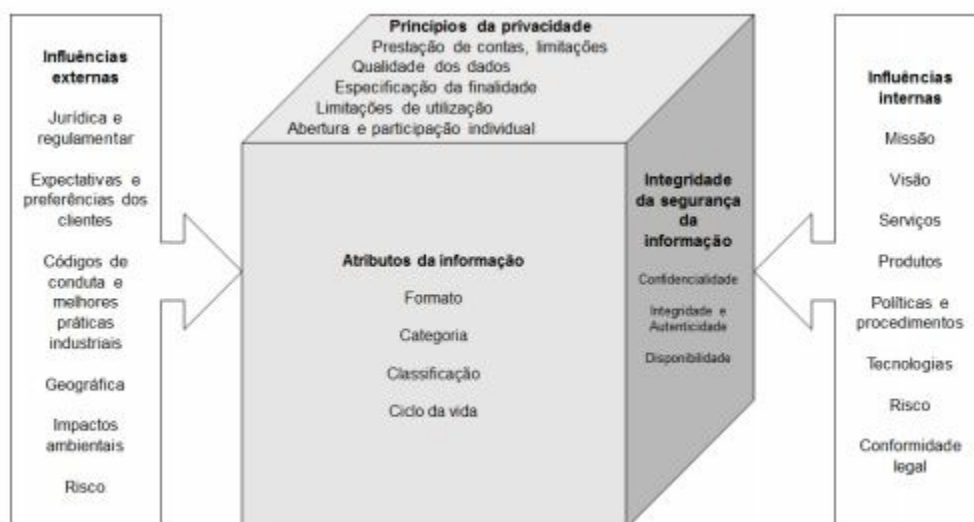 Influências
externas
Jurídica e
regulamentar
Expectativas e
preferências dos
clientes
Códigos de
conduta e
melhores
práticas
industriais
Geográfica
Impactos
ambientais
Risco
Princípios da privacidade
Prestação de contas, limitações
Qualidade dos dados
Especificação da finalidade
Limitações de utilização
Abertura e participação individual
Atributos da informação
Formato
Categoria
Classificação
Ciclo da vida
Integridade
da segurança
da
informação
Confidencialidade
Integridade e
Autenticidade
Disponibilidade
Influências
internas
Missão
Visão
Serviços
Produtos
Políticas e
procedimentos
Tecnologias
Risco
Conformidade
legal